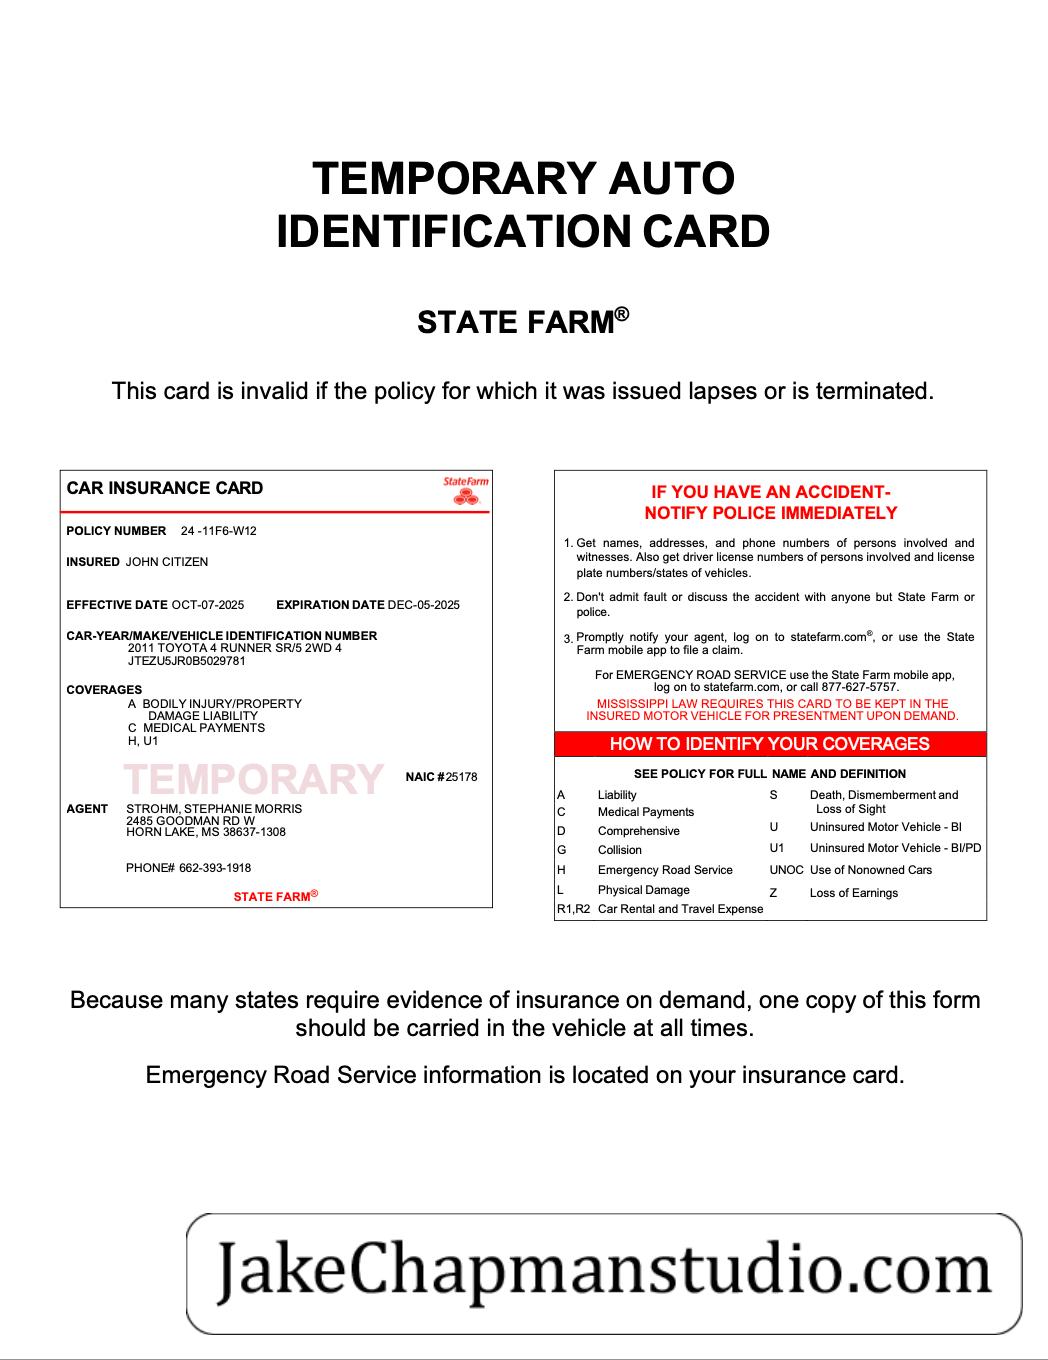 TEMPORARY AUTO
IDENTIFICATION CARD
STATE FARM®
This card is invalid if the policy for which it was issued lapses or is terminated.
CAR INSURANCE CARD
StateFarm
POLICY NUMBER 24 -11F6-W12
INSURED JOHN CITIZEN
EFFECTIVE DATE OCT-07-2025 EXPIRATION DATE DEC-05-2025
CAR-YEAR/MAKE/VEHICLE IDENTIFICATION NUMBER
2011 TOYOTA 4 RUNNER SR/5 2WD 4
JTEZU5JR0B5029781
COVERAGES
A BODILY INJURY/PROPERTY
DAMAGE LIABILITY
C MEDICAL PAYMENTS
H, U1
TEMPORARY NAIC #25178
AGENT STROHM, STEPHANIE MORRIS
2485 GOODMAN RD W
HORN LAKE, MS 38637-1308
PHONE# 662-393-1918
STATE FARM®
IF YOU HAVE AN ACCIDENT-
NOTIFY POLICE IMMEDIATELY
1. Get names, addresses, and phone numbers of persons involved and
witnesses. Also get driver license numbers of persons involved and license
plate numbers/states of vehicles.
2. Don't admit fault or discuss the accident with anyone but State Farm or
police.
3. Promptly notify your agent, log on to statefarm.com®, or use the State
Farm mobile app to file a claim.
For EMERGENCY ROAD SERVICE use the State Farm mobile app,
log on to statefarm.com, or call 877-627-5757.
MISSISSIPPI LAW REQUIRES THIS CARD TO BE KEPT IN THE
INSURED MOTOR VEHICLE FOR PRESENTMENT UPON DEMAND.
HOW TO IDENTIFY YOUR COVERAGES
SEE POLICY FOR FULL NAME AND DEFINITION
A Liability
C Medical Payments
D Comprehensive
G Collision
H Emergency Road Service
L Physical Damage
R1,R2 Car Rental and Travel Expense
S Death, Dismemberment and
Loss of Sight
U Uninsured Motor Vehicle - BI
U1 Uninsured Motor Vehicle - BI/PD
UNOC Use of Nonowned Cars
Z Loss of Earnings
Because many states require evidence of insurance on demand, one copy of this form
should be carried in the vehicle at all times.
Emergency Road Service information is located on your insurance card.
JakeChapmanstudio.com